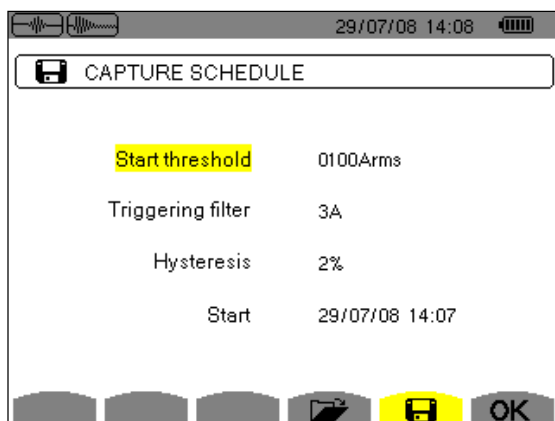 29/07/08 14:08
CAPTURE SCHEDULE
Start threshold 0100Arms
Triggering filter 3A
Hysteresis 2%
Start 29/07/08 14:07
OK